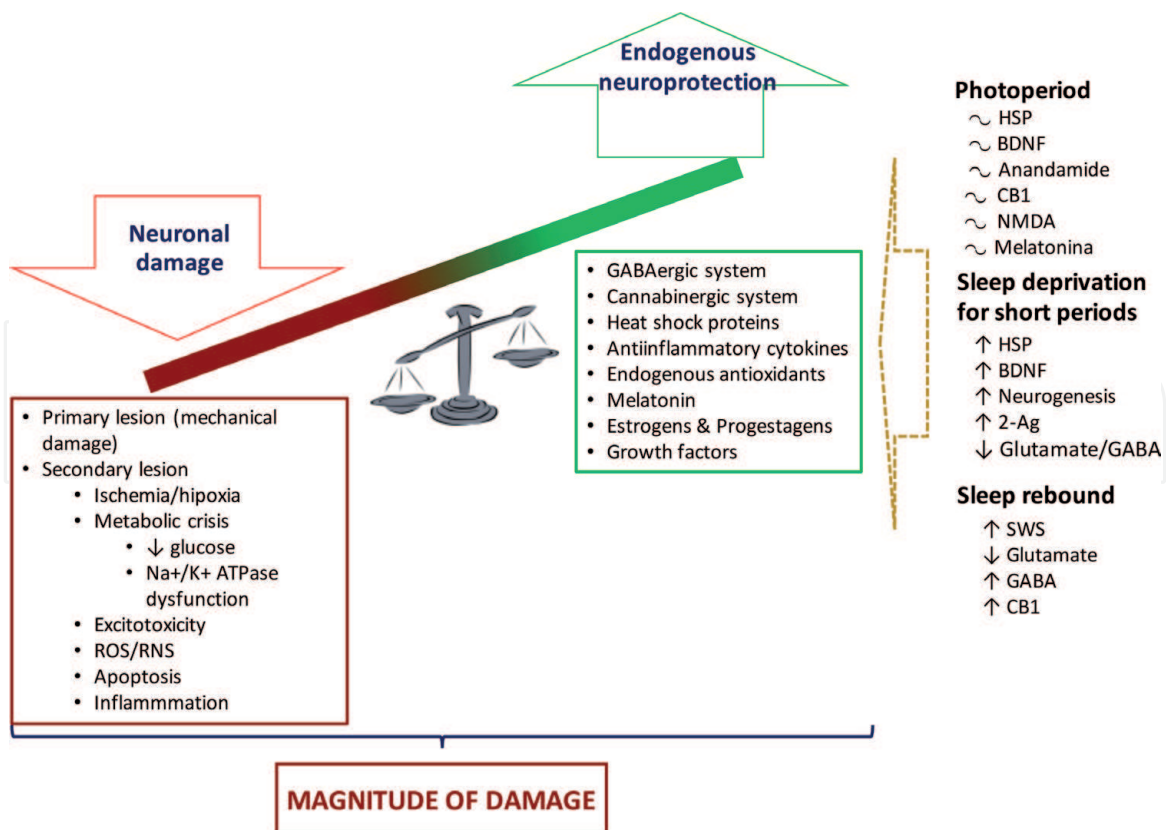 Endogenous
neuroprotection
Neuronal
damage
• Primary lesion (mechanical
damage)
• Secondary lesion
• Ischemia/hipoxia
• Metabolic crisis
• ↓ glucose
• Na+/K+ ATPase
dysfunction
• Excitotoxicity
• ROS/RNS
• Apoptosis
• Inflammmation
• GABAergic system
• Cannabinergic system
• Heat shock proteins
• Antiinflammatory cytokines
• Endogenous antioxidants
• Melatonin
• Estrogens & Progestagens
• Growth factors
Photoperiod
~ HSP
~ BDNF
~ Anandamide
~ CB1
~ NMDA
~ Melatonina
Sleep deprivation
for short periods
↑ HSP
↑ BDNF
↑ Neurogenesis
↑ 2-Ag
↓ Glutamate/GABA
Sleep rebound
↑ SWS
↓ Glutamate
↑ GABA
↑ CB1
MAGNITUDE OF DAMAGE